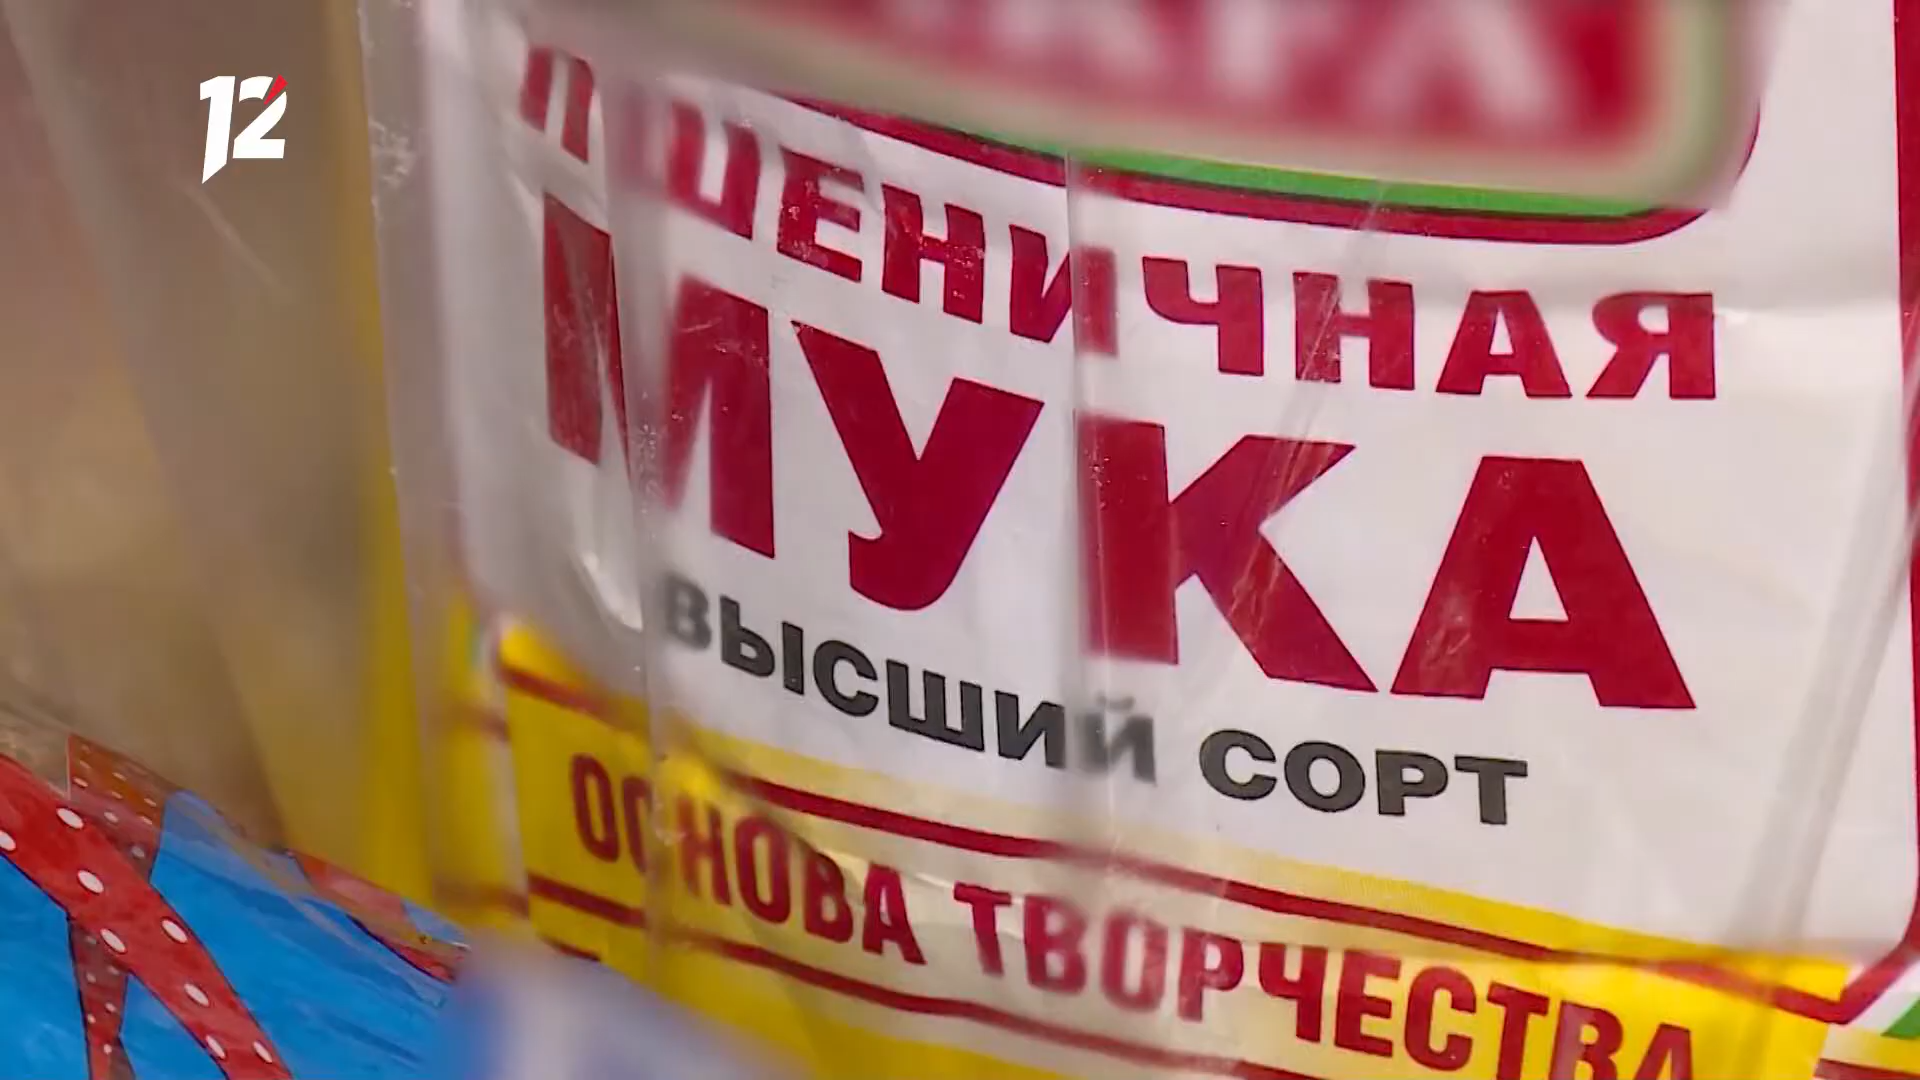 12
ПШЕНИЧНАЯ
МУКА
ВЫСШИЙ СОРТ
ОСНОВА ТВОРЧЕСТВА